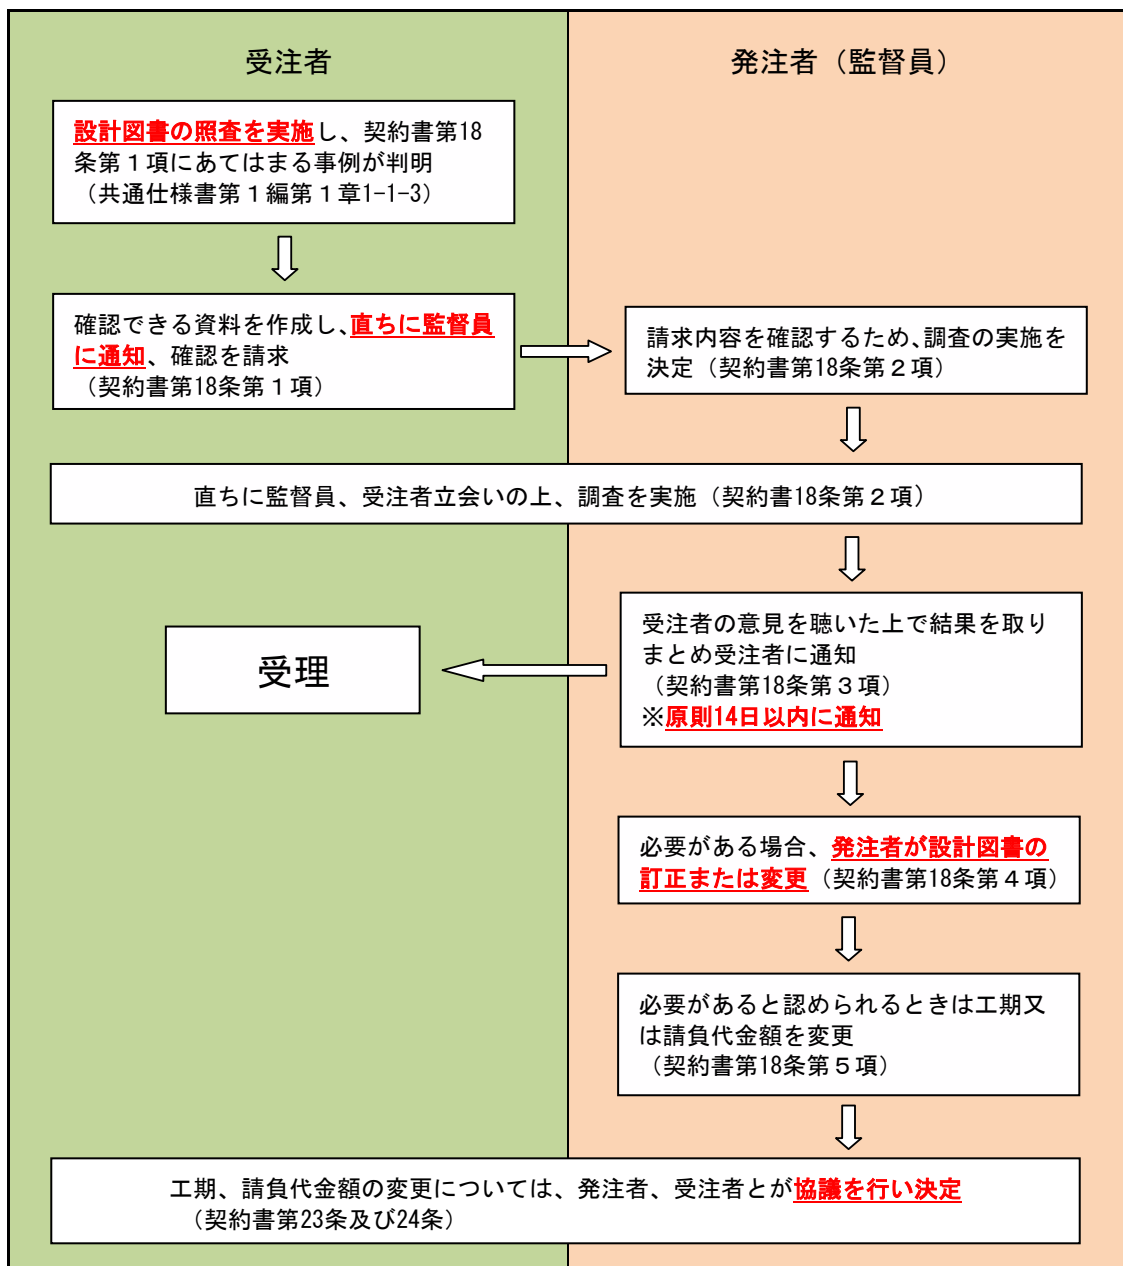 受注者
発注者（監督員）
設計図書の照査を実施し、契約書第18
条第１項にあてはまる事例が判明
（共通仕様書第１編第１章1-1-3）
確認できる資料を作成し、直ちに監督員
に通知、確認を請求
（契約書第18条第１項）
請求内容を確認するため、調査の実施を
決定（契約書第18条第２項）
直ちに監督員、受注者立会いの上、調査を実施（契約書18条第２項）
受注者の意見を聴いた上で結果を取り
まとめ受注者に通知
（契約書第18条第３項）
※原則14日以内に通知
受理
必要がある場合、発注者が設計図書の
訂正または変更（契約書第18条第４項）
必要があると認められるときは工期又
は請負代金額を変更
（契約書第18条第５項）
工期、請負代金額の変更については、発注者、受注者とが協議を行い決定
（契約書第23条及び24条）